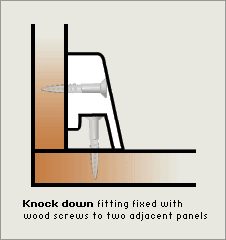 Knock down fitting fixed with
wood screws to two adjacent panels